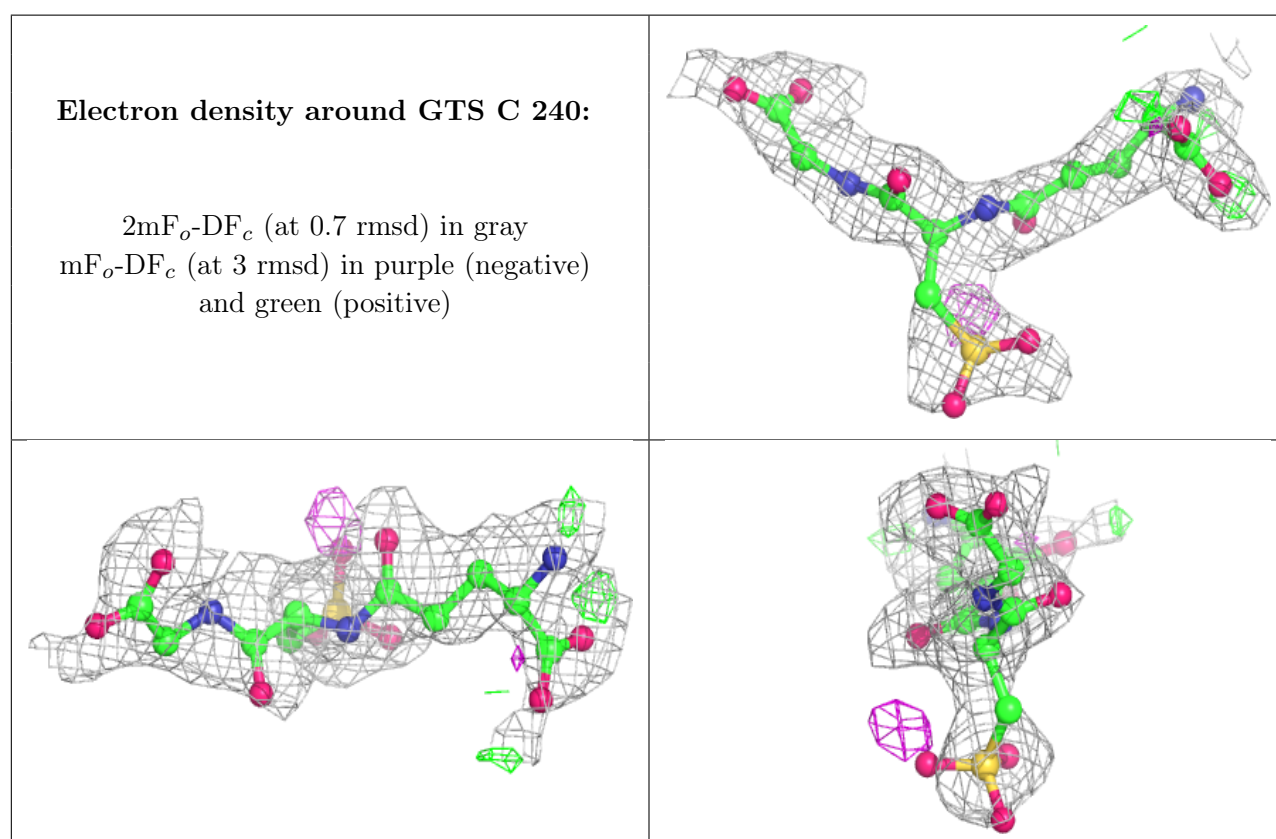 Electron density around GTS C 240:
2mFo-DFc (at 0.7 rmsd) in gray
mFo-DFc (at 3 rmsd) in purple (negative)
and green (positive)